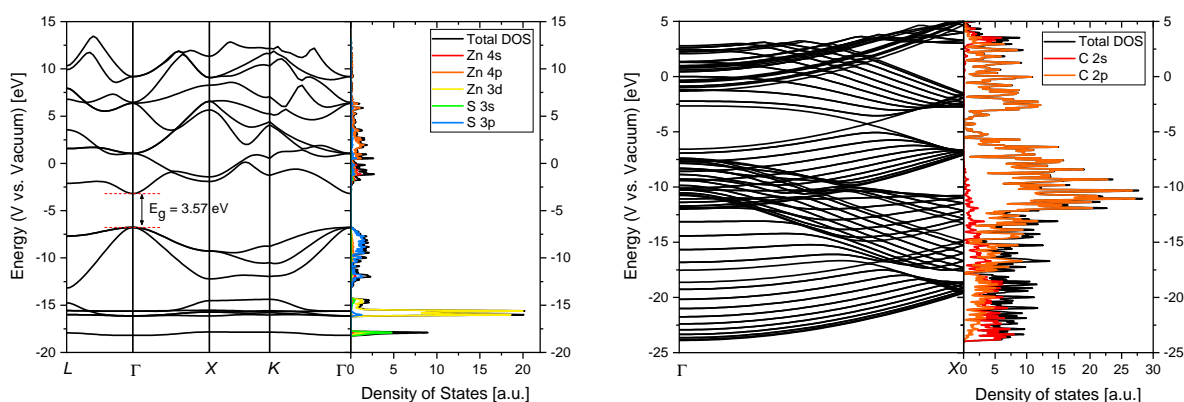 15
10
5
0
-5
-10
-15
-20
Energy (V vs. Vacuum) [eV]
E_g = 3.57 eV
L
Γ
X
K
Γ
Total DOS
Zn 4s
Zn 4p
Zn 3d
S 3s
S 3p
15
10
5
0
-5
-10
-15
-20
0
5
10
15
20
Density of States [a.u.]
5
0
-5
-10
-15
-20
-25
Energy (V vs. Vacuum) [eV]
Γ
X
Total DOS
C 2s
C 2p
5
0
-5
-10
-15
-20
-25
0
5
10
15
20
25
30
Density of states [a.u.]